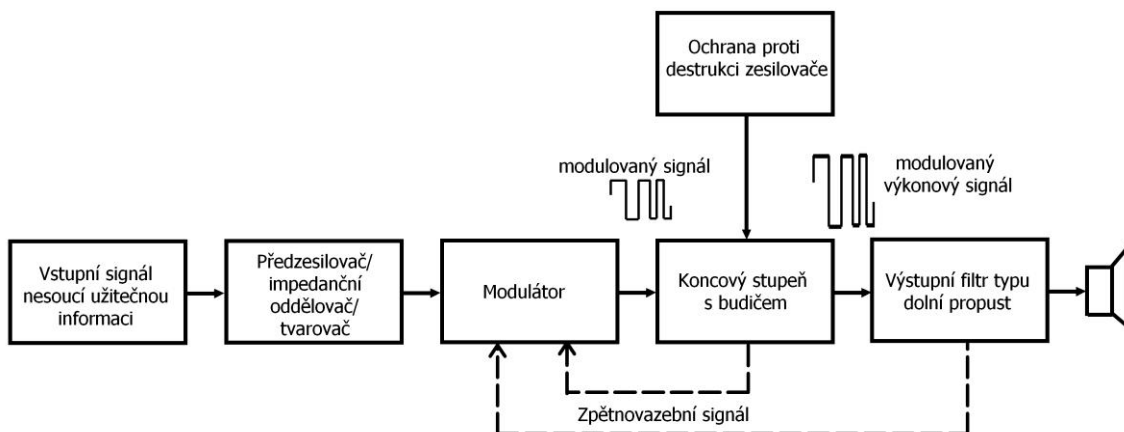 Ochrana proti
destrukci zesilovače
modulovaný signál
modulovaný
výkonový signál
Vstupní signál
nesoucí užitečnou
informaci
Předzesilovač/
impedanční
oddělovač/
tvarovač
Modulátor
Koncový stupeň
s budičem
Výstupní filtr typu
dolní propust
Zpětnovazební signál